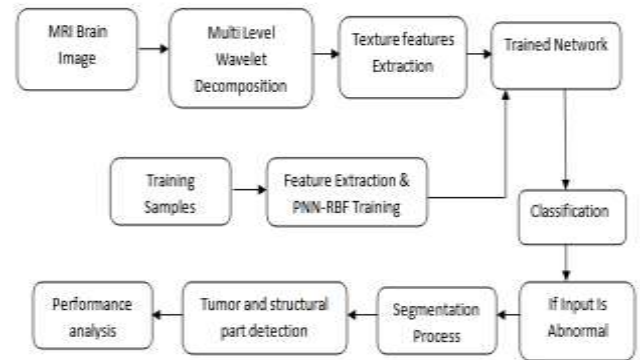 MRI Brain
Image
Multi Level
Wavelet
Decomposition
Texture features
Extraction
Trained Network
Training
Samples
Feature Extraction &
PNN-RBF Training
Classification
If Input Is
Abnormal
Segmentation
Process
Tumor and structural
part detection
Performance
analysis